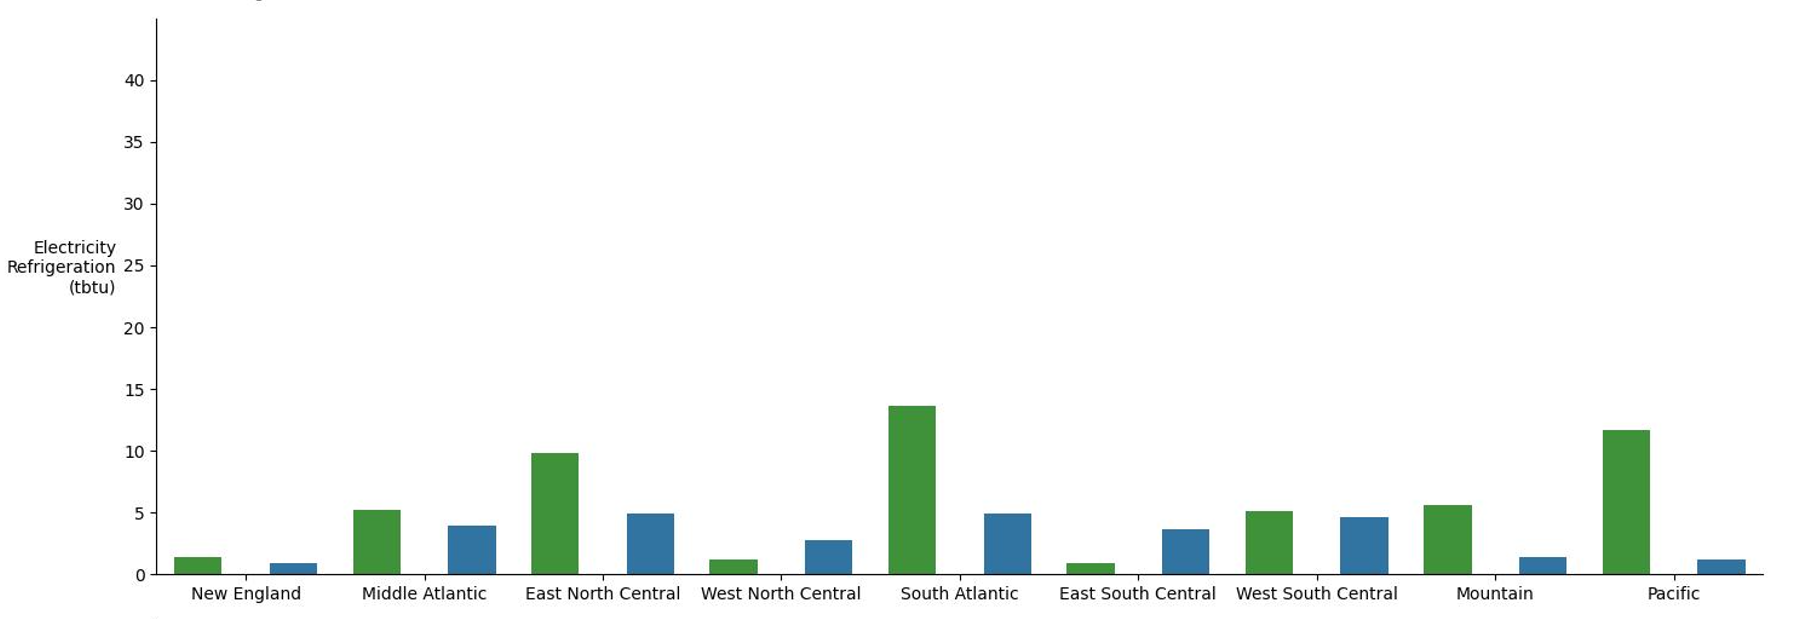 40
35
30
Electricity
Refrigeration
(tbtu)
25
20
15
10
5
0
New England Middle Atlantic East North Central West North Central South Atlantic East South Central West South Central Mountain Pacific